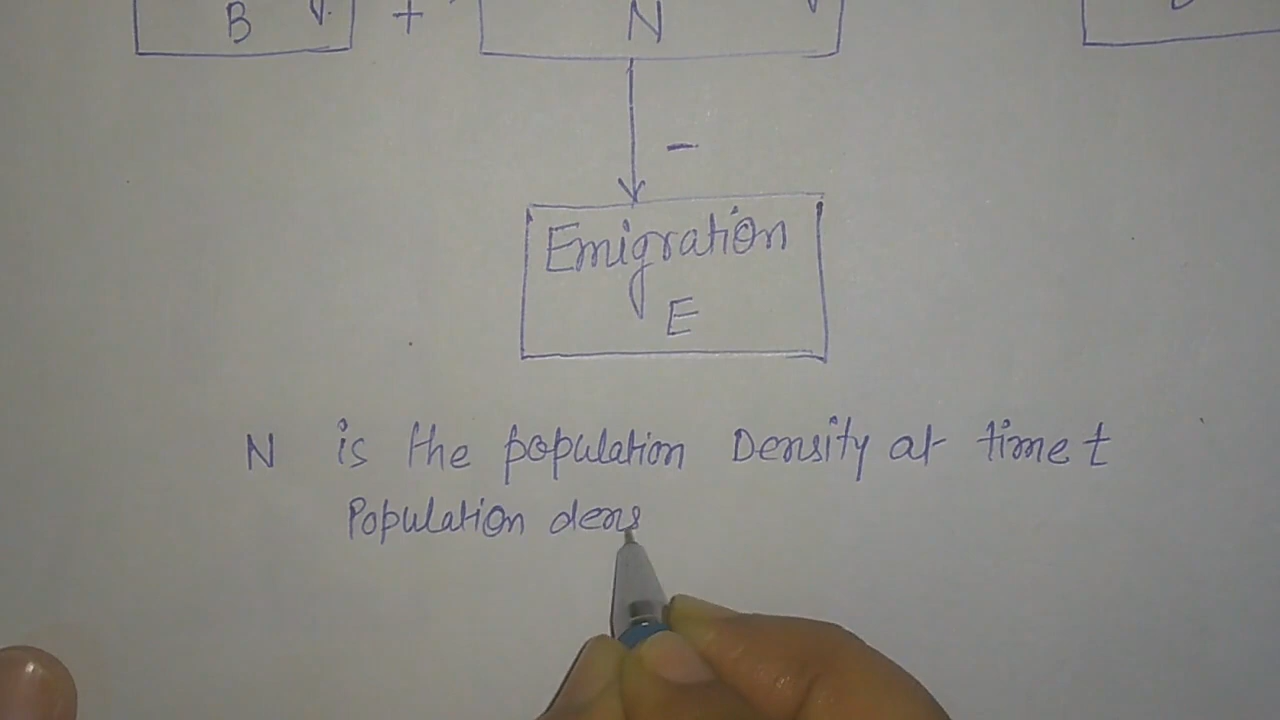 B + N
-
Emigration
E
N is the population Density at time t
Population dens